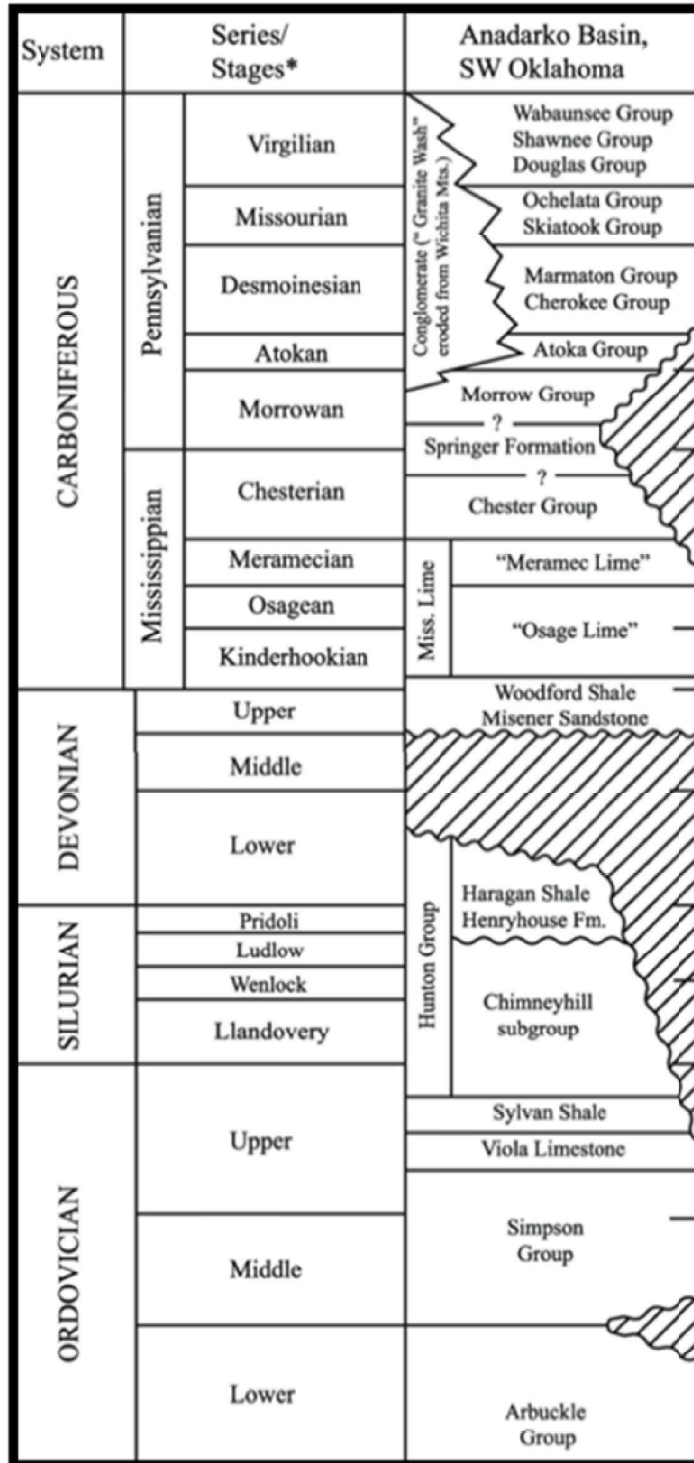 System
Series/
Stages*
Anadarko Basin,
SW Oklahoma
CARBONIFEROUS
Pennsylvanian
Virgilian
Missourian
Desmoinesian
Atokan
Morrowan
Mississippian
Chesterian
Meramecian
Osagean
Kinderhookian
Conglomerate (“ Granite Wash”
eroded from Wichita Mts.)
Wabaunsee Group
Shawnee Group
Douglas Group
Ochelata Group
Skiatook Group
Marmaton Group
Cherokee Group
Atoka Group
Morrow Group
?
Springer Formation
?
Chester Group
Miss. Lime
“Meramec Lime”
“Osage Lime”
DEVONIAN
Upper
Middle
Lower
Woodford Shale
Misener Sandstone
SILURIAN
Pridoli
Ludlow
Wenlock
Llandovery
Hunton Group
Haragan Shale
Henryhouse Fm.
Chimneyhill
subgroup
ORDOVICIAN
Upper
Middle
Lower
Sylvan Shale
Viola Limestone
Simpson
Group
Arbuckle
Group